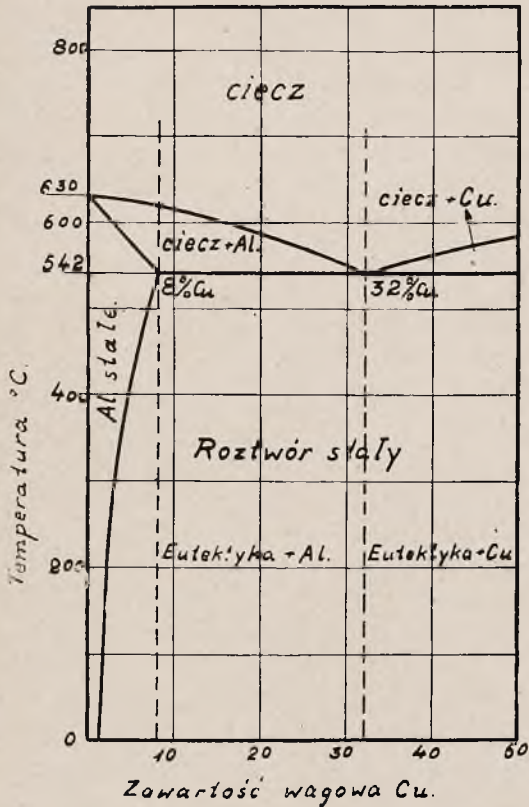 800
ciecz
630
600
ciecz + Cu.
ciecz + Al.
542
8%Cu
32%Cu
Al stałe.
400
Temperatura °C.
Roztwór stały
Eutektyka + Al.
Eutektyka + Cu
200
0
10
20
30
40
60
Zawartość wagowa Cu.